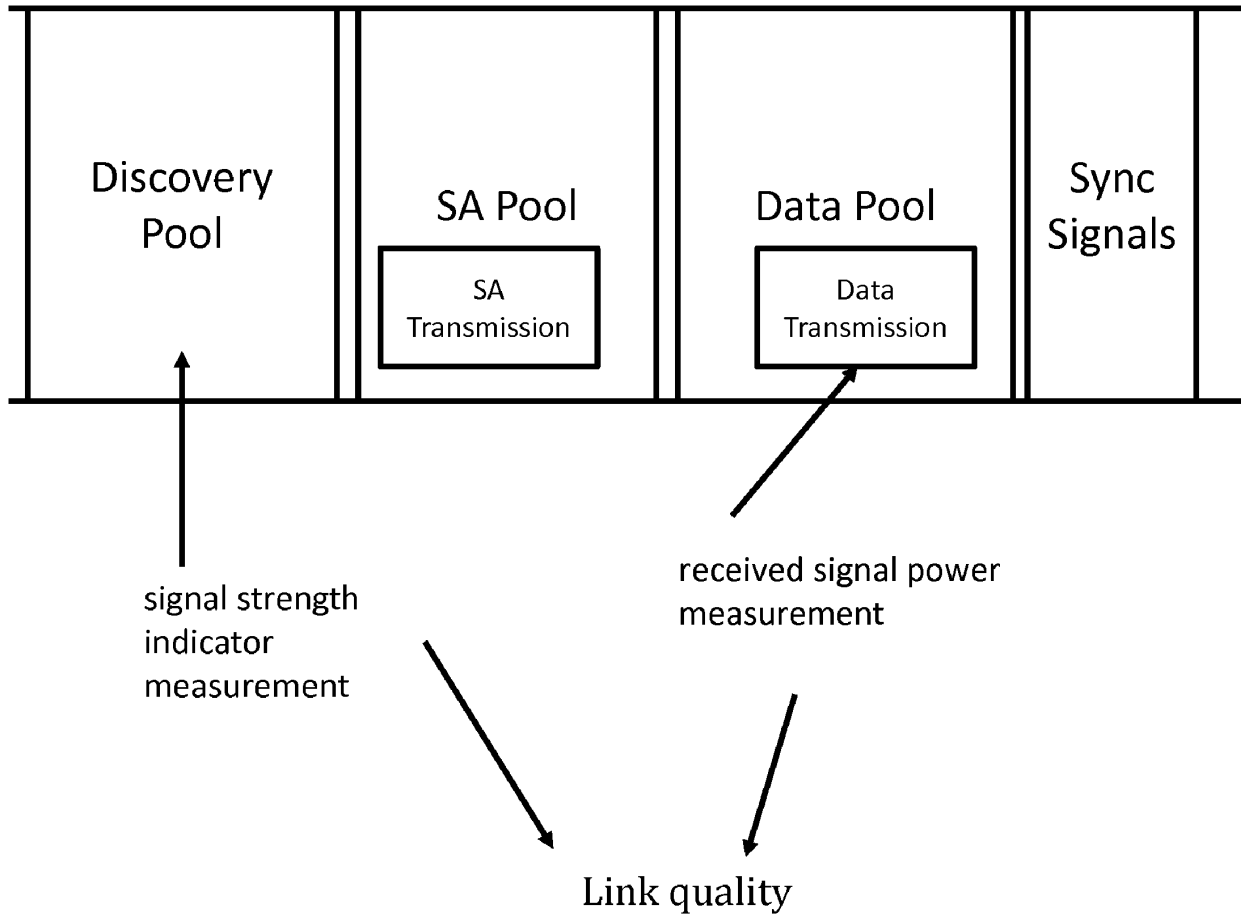 Discovery
Pool
SA Pool
SA
Transmission
Data Pool
Data
Transmission
Sync
Signals
signal strength
indicator
measurement
received signal power
measurement
Link quality